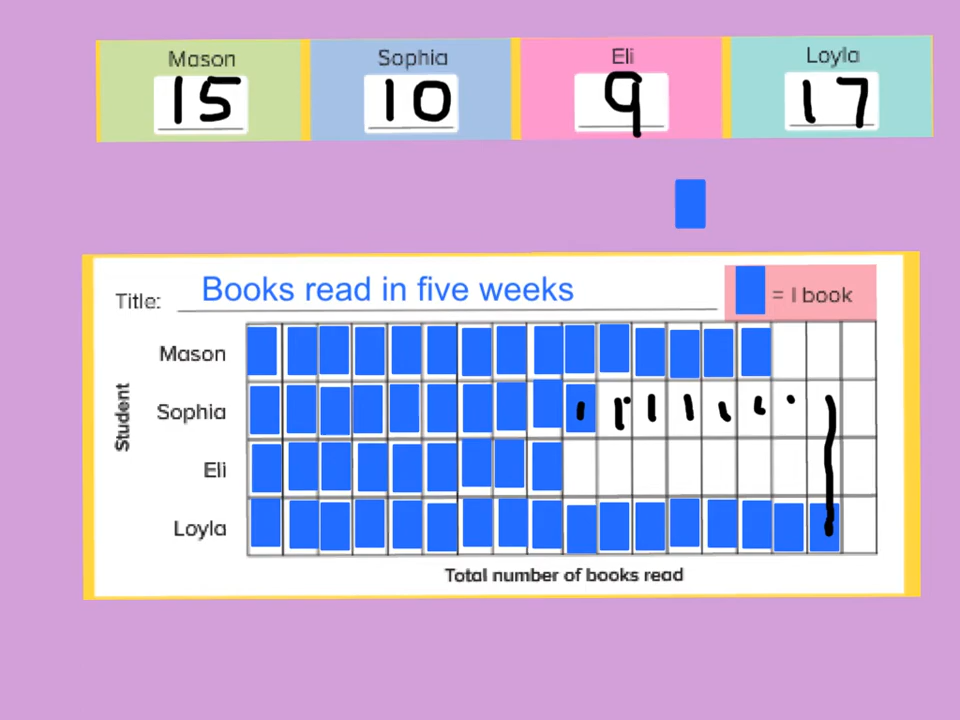 Mason Sophia Eli Loyla
15 10 9 17
Title: Books read in five weeks
= 1 book
Mason
Sophia
Eli
Loyla
Student
Total number of books read